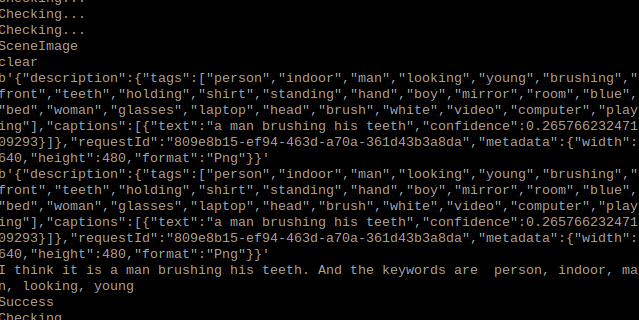 Checking...
Checking...
Checking...
SceneImage
clear
b'{"description":{"tags":["person","indoor","man","looking","young","brushing","
front","teeth","holding","shirt","standing","hand","boy","mirror","room","blue",
"bed","woman","glasses","laptop","head","brush","white","video","computer","play
ing"],"captions":[{"text":"a man brushing his teeth","confidence":0.265766232471
09293}]},"requestId":"809e8b15-ef94-463d-a70a-361d43b3a8da","metadata":{"width":
640,"height":480,"format":"Png"}}'
b'{"description":{"tags":["person","indoor","man","looking","young","brushing","
front","teeth","holding","shirt","standing","hand","boy","mirror","room","blue",
"bed","woman","glasses","laptop","head","brush","white","video","computer","play
ing"],"captions":[{"text":"a man brushing his teeth","confidence":0.265766232471
09293}]},"requestId":"809e8b15-ef94-463d-a70a-361d43b3a8da","metadata":{"width":
640,"height":480,"format":"Png"}}'
I think it is a man brushing his teeth. And the keywords are  person, indoor, ma
n, looking, young
Success
Checking